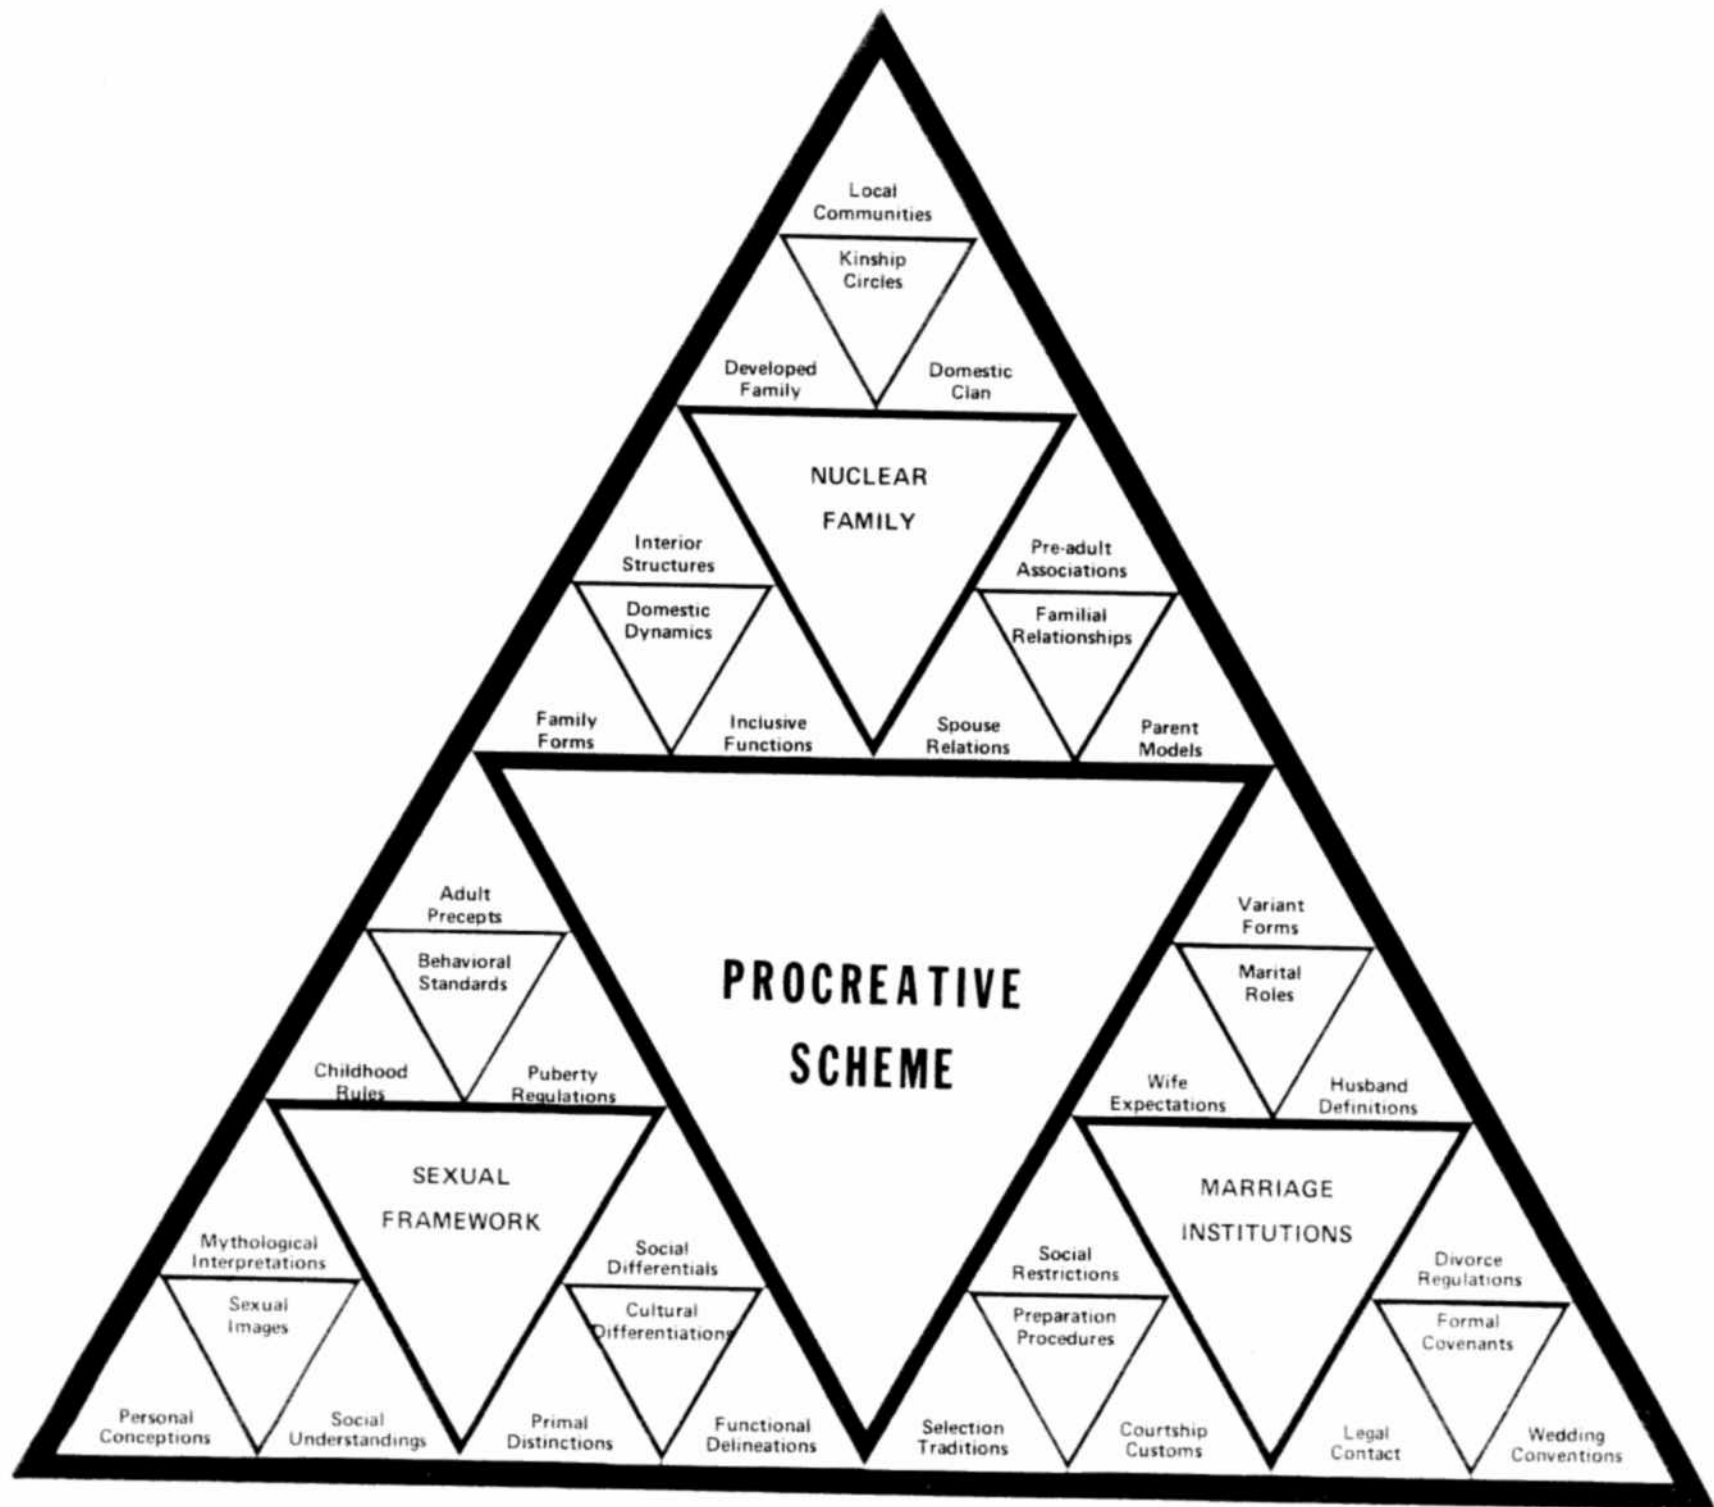 Local
Communities
Kinship
Circles
Developed
Family
Domestic
Clan
NUCLEAR
FAMILY
Interior
Structures
Domestic
Dynamics
Family
Forms
Inclusive
Functions
Pre-adult
Associations
Familial
Relationships
Spouse
Relations
Parent
Models
PROCREATIVE
SCHEME
Adult
Precepts
Behavioral
Standards
Childhood
Rules
Puberty
Regulations
SEXUAL
FRAMEWORK
Mythological
Interpretations
Sexual
Images
Personal
Conceptions
Social
Understandings
Social
Differentials
Cultural
Differentiations
Primal
Distinctions
Functional
Delineations
Variant
Forms
Marital
Roles
Wife
Expectations
Husband
Definitions
MARRIAGE
INSTITUTIONS
Social
Restrictions
Preparation
Procedures
Selection
Traditions
Courtship
Customs
Divorce
Regulations
Formal
Covenants
Legal
Contact
Wedding
Conventions